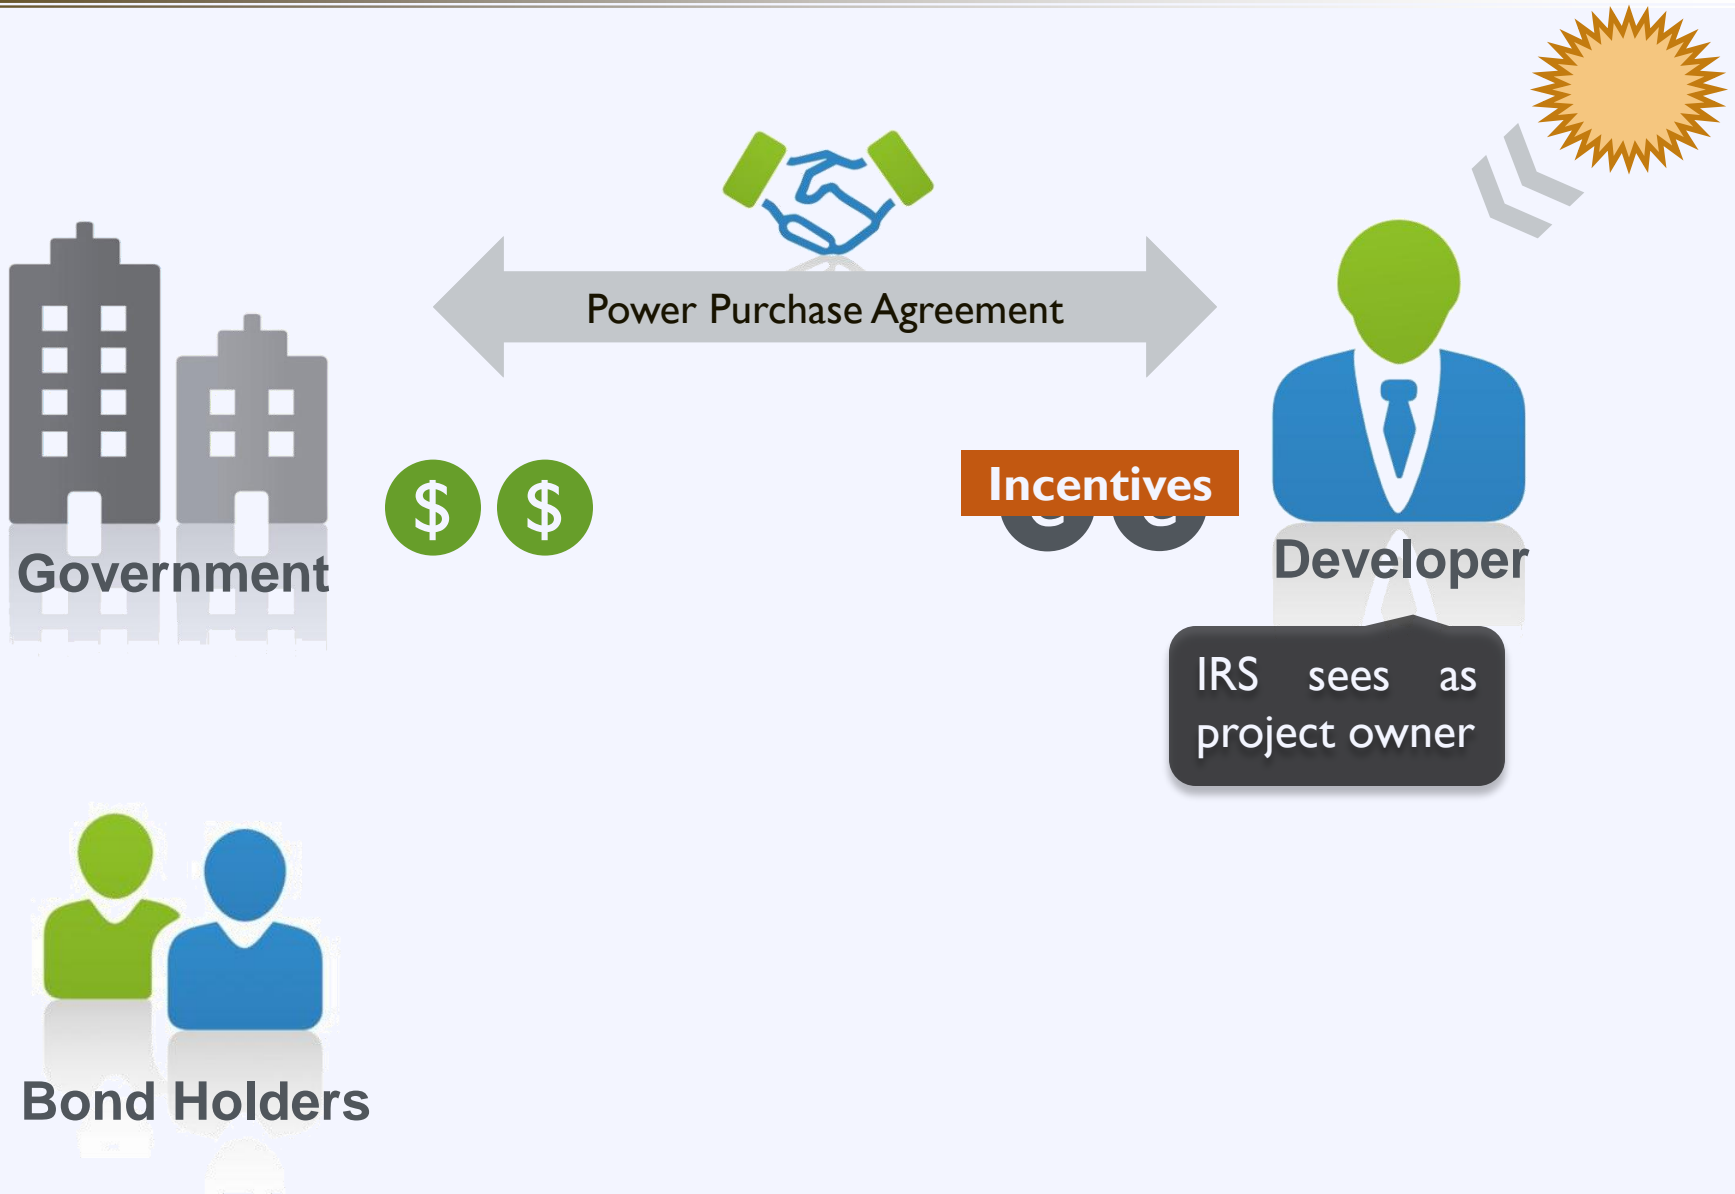 Power Purchase Agreement
$ $
Incentives
Government
Developer
IRS sees as
project owner
Bond Holders